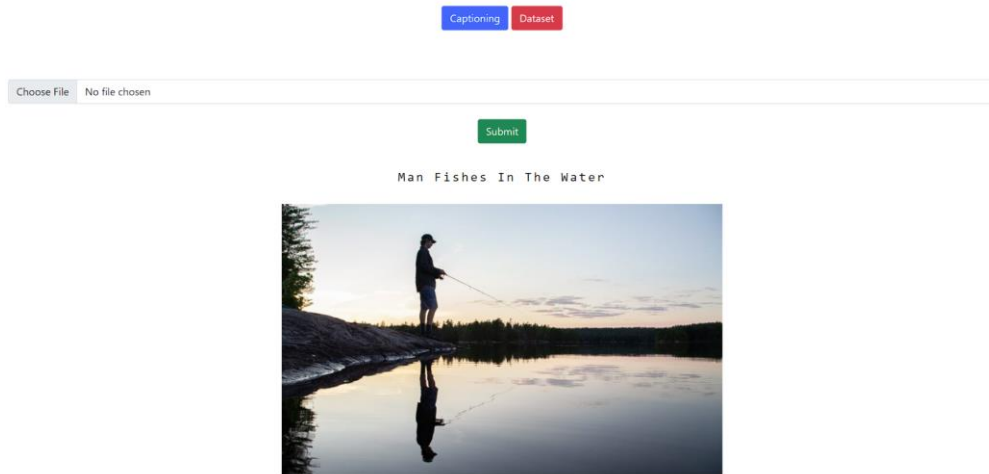 Captioning Dataset
Choose File No file chosen
Submit
Man Fishes In The Water